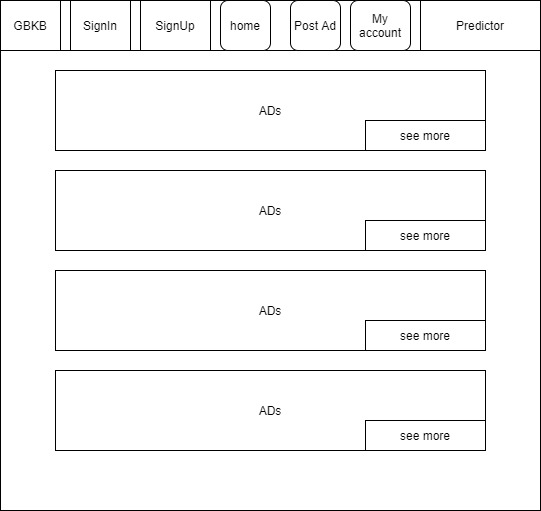 GBKB
SignIn
SignUp
home
Post Ad
My
account
Predictor
ADs
see more
ADs
see more
ADs
see more
ADs
see more